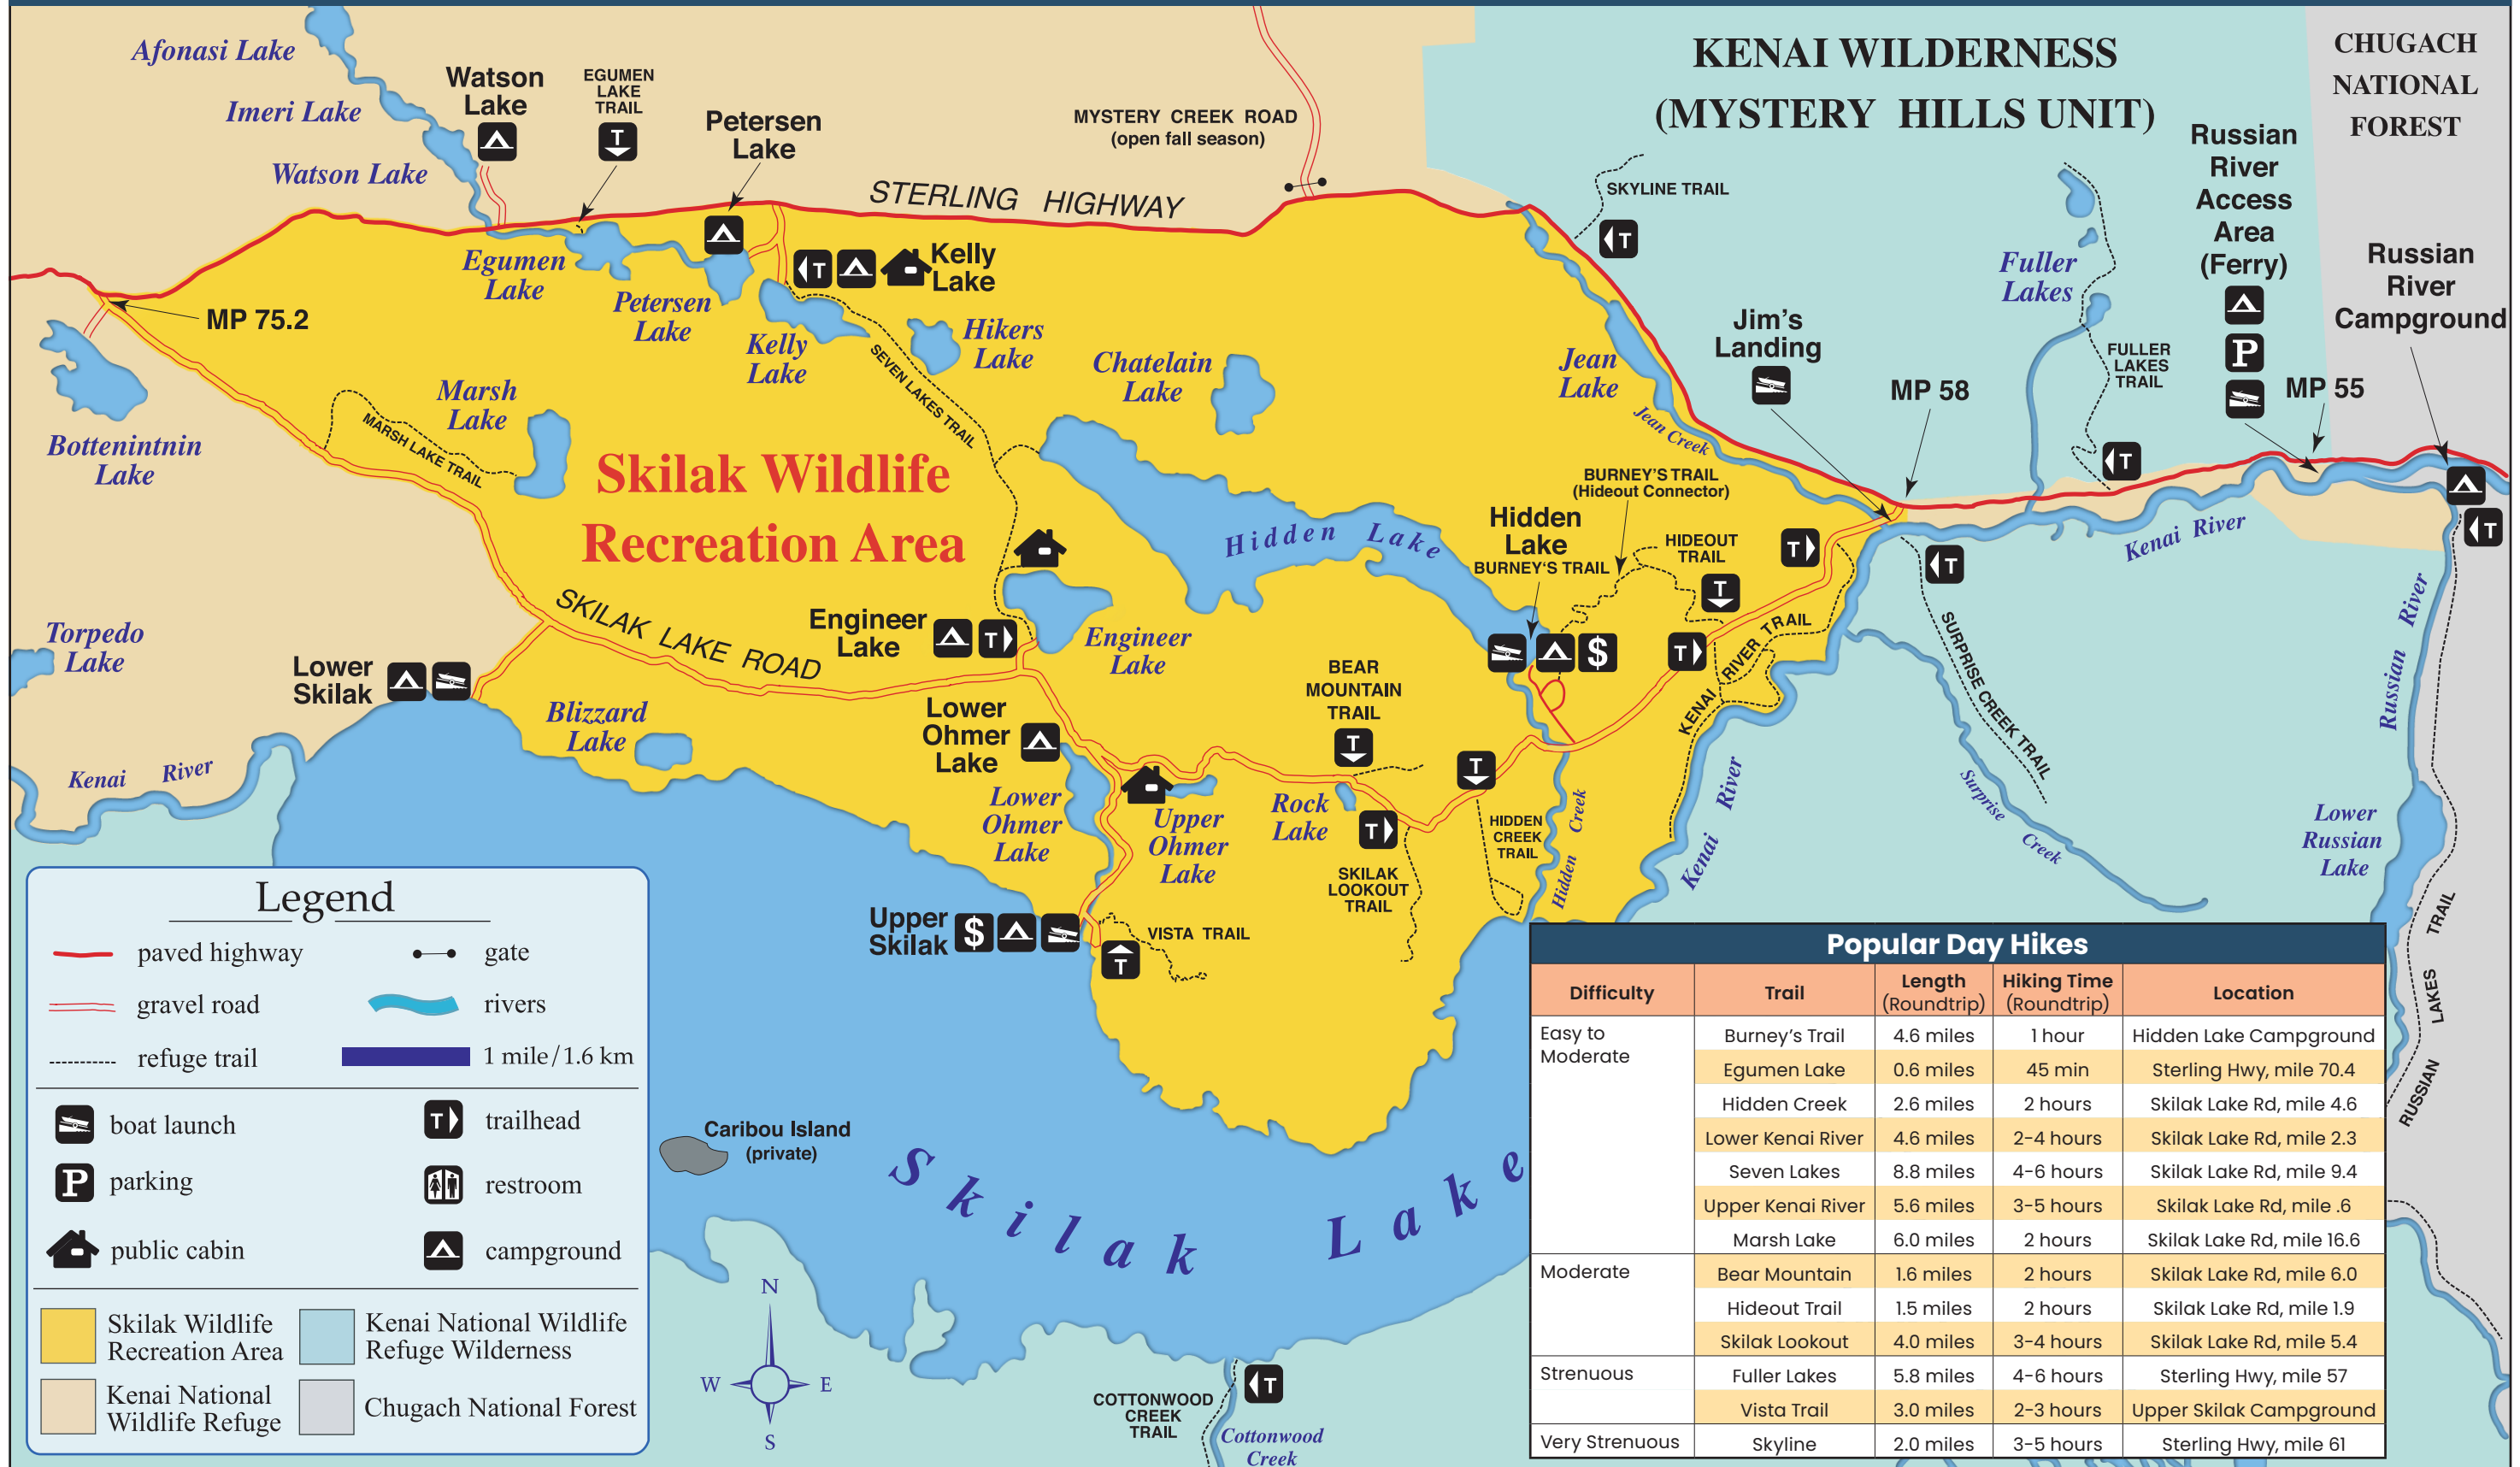 Afonasi Lake
Imeri Lake
Watson Lake
Watson
Lake
EGUMEN
LAKE
TRAIL
T
Petersen
Lake
MYSTERY CREEK ROAD
(open fall season)
STERLING HIGHWAY
KENAI WILDERNESS
(MYSTERY HILLS UNIT)
CHUGACH
NATIONAL
FOREST
Russian
River
Access
Area
(Ferry)
P
Russian
River
Campground
SKYLINE TRAIL
T
Fuller
Lakes
FULLER
LAKES
TRAIL
T
MP 55
MP 58
Jim's
Landing
Jean
Lake
Jean Creek
MP 75.2
Egumen
Lake
Petersen
Lake
T
Kelly
Lake
Kelly
Lake
Hikers
Lake
SEVEN LAKES TRAIL
Chatelain
Lake
Bottenintnin
Lake
Marsh
Lake
MARSH LAKE TRAIL
Skilak Wildlife
Recreation Area
Hidden Lake
BURNEY'S TRAIL
(Hideout Connector)
Hidden
Lake
BURNEY'S TRAIL
HIDEOUT
TRAIL
T
T
T
$
KENAI RIVER TRAIL
Kenai River
T
T
SURPRISE CREEK TRAIL
Surprise Creek
Russian River
Torpedo
Lake
Lower
Skilak
SKILAK LAKE ROAD
Engineer
Lake
T
Engineer
Lake
Blizzard
Lake
Kenai River
Lower
Ohmer
Lake
Lower
Ohmer
Lake
Upper
Ohmer
Lake
BEAR
MOUNTAIN
TRAIL
T
Rock
Lake
T
SKILAK
LOOKOUT
TRAIL
T
HIDDEN
CREEK
TRAIL
Hidden Creek
Kenai River
Lower
Russian
Lake
RUSSIAN LAKES TRAIL
Upper
Skilak
$
T
VISTA TRAIL
Caribou Island
(private)
Skilak Lake
N
W E
S
COTTONWOOD
CREEK
TRAIL
T
Cottonwood
Creek
Legend
paved highway
gate
gravel road
rivers
refuge trail
1 mile/1.6 km
boat launch
T
trailhead
P
parking
restroom
public cabin
campground
Skilak Wildlife
Recreation Area
Kenai National Wildlife
Refuge Wilderness
Kenai National
Wildlife Refuge
Chugach National Forest
Popular Day Hikes
Difficulty Trail Length (Roundtrip) Hiking Time (Roundtrip) Location
Easy to Moderate Burney's Trail 4.6 miles 1 hour Hidden Lake Campground
Egumen Lake 0.6 miles 45 min Sterling Hwy, mile 70.4
Hidden Creek 2.6 miles 2 hours Skilak Lake Rd, mile 4.6
Lower Kenai River 4.6 miles 2-4 hours Skilak Lake Rd, mile 2.3
Seven Lakes 8.8 miles 4-6 hours Skilak Lake Rd, mile 9.4
Upper Kenai River 5.6 miles 3-5 hours Skilak Lake Rd, mile .6
Marsh Lake 6.0 miles 2 hours Skilak Lake Rd, mile 16.6
Moderate Bear Mountain 1.6 miles 2 hours Skilak Lake Rd, mile 6.0
Hideout Trail 1.5 miles 2 hours Skilak Lake Rd, mile 1.9
Skilak Lookout 4.0 miles 3-4 hours Skilak Lake Rd, mile 5.4
Strenuous Fuller Lakes 5.8 miles 4-6 hours Sterling Hwy, mile 57
Vista Trail 3.0 miles 2-3 hours Upper Skilak Campground
Very Strenuous Skyline 2.0 miles 3-5 hours Sterling Hwy, mile 61